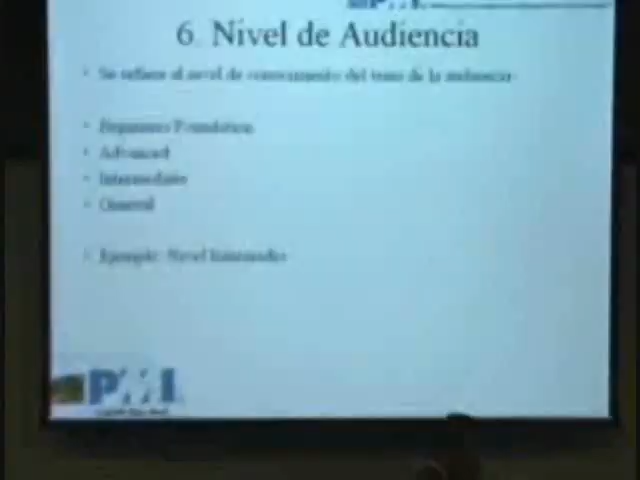 6. Nivel de Audiencia
Se refiere al nivel de conocimiento del tema de la audiencia
Foundation
Advanced
Intermediate
General
Ejemplo: Nivel Intermedio
PMI